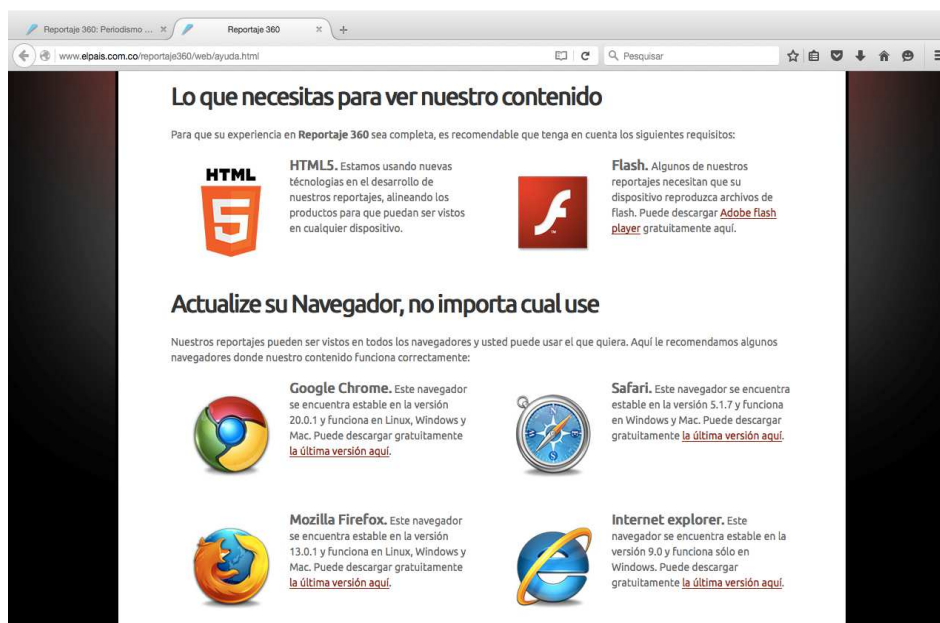 Reportaje 360: Periodismo ...
Reportaje 360
www.elpais.com.co/reportaje360/web/ayuda.html
Pesquisar
Lo que necesitas para ver nuestro contenido
Para que su experiencia en Reportaje 360 sea completa, es recomendable que tenga en cuenta los siguientes requisitos:
HTML
5
HTML5. Estamos usando nuevas
técnologias en el desarrollo de
nuestros reportajes, alineando los
productos para que puedan ser vistos
en cualquier dispositivo.
Flash. Algunos de nuestros
reportajes necesitan que su
dispositivo reproduzca archivos de
flash. Puede descargar Adobe flash
player gratuitamente aquí.
Actualize su Navegador, no importa cual use
Nuestros reportajes pueden ser vistos en todos los navegadores y usted puede usar el que quiera. Aquí le recomendamos algunos
navegadores donde nuestro contenido funciona correctamente:
Google Chrome. Este navegador
se encuentra estable en la versión
20.0.1 y funciona en Linux, Windows y
Mac. Puede descargar gratuitamente
la última versión aquí.
Safari. Este navegador se encuentra
estable en la versión 5.1.7 y funciona
en Windows y Mac. Puede descargar
gratuitamente la última versión aquí.
Mozilla Firefox. Este navegador
se encuentra estable en la versión
13.0.1 y funciona en Linux, Windows y
Mac. Puede descargar gratuitamente
la última versión aquí.
Internet explorer. Este
navegador se encuentra estable en la
versión 9.0 y funciona sólo en
Windows. Puede descargar
gratuitamente la última versión aquí.